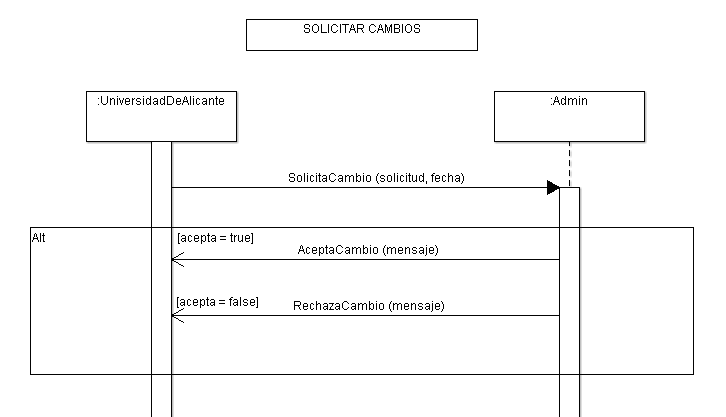 SOLICITAR CAMBIOS
:UniversidadDeAlicante
:Admin
SolicitaCambio (solicitud, fecha)
Alt
[acepta = true]
AceptaCambio (mensaje)
[acepta = false]
RechazaCambio (mensaje)